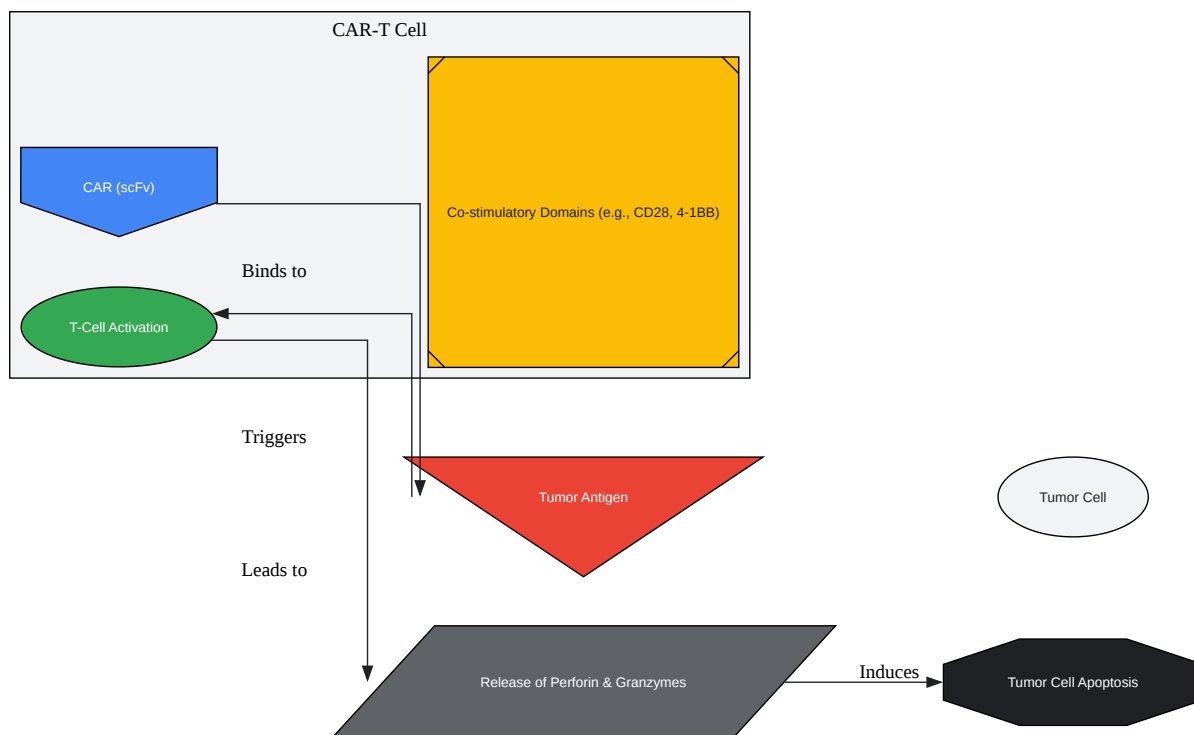 CAR-T Cell
CAR (scFv)
Co-stimulatory Domains (e.g., CD28, 4-1BB)
Binds to
T-Cell Activation
Triggers
Tumor Antigen
Tumor Cell
Leads to
Release of Perforin & Granzymes
Induces
Tumor Cell Apoptosis